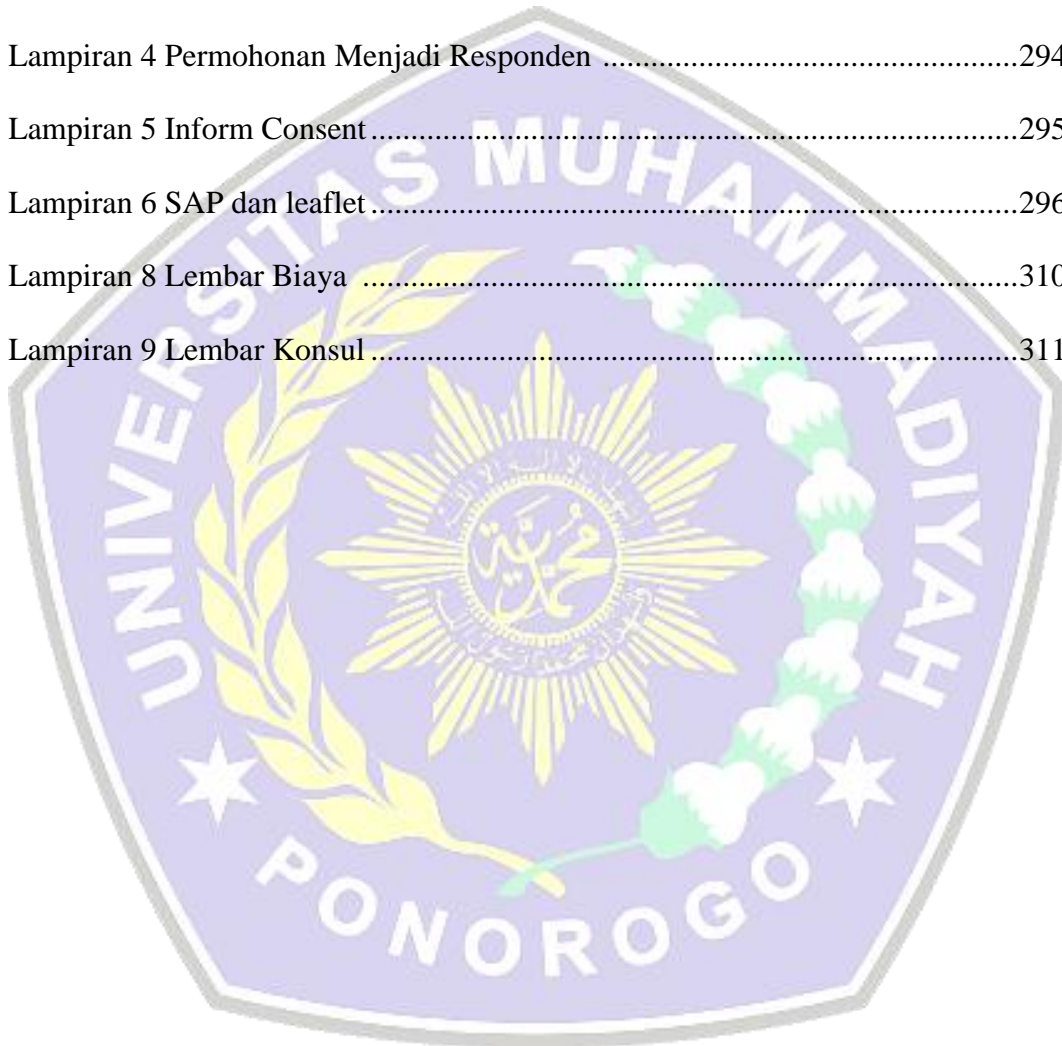 Lampiran 4 Permohonan Menjadi Responden ..............................................294
Lampiran 5 Inform Consent ..............................................295
Lampiran 6 SAP dan leaflet ..............................................296
Lampiran 8 Lembar Biaya ..............................................310
Lampiran 9 Lembar Konsul ..............................................311
UNIVERSITAS MUHAMMADIYAH
PONOROGO
محمدية